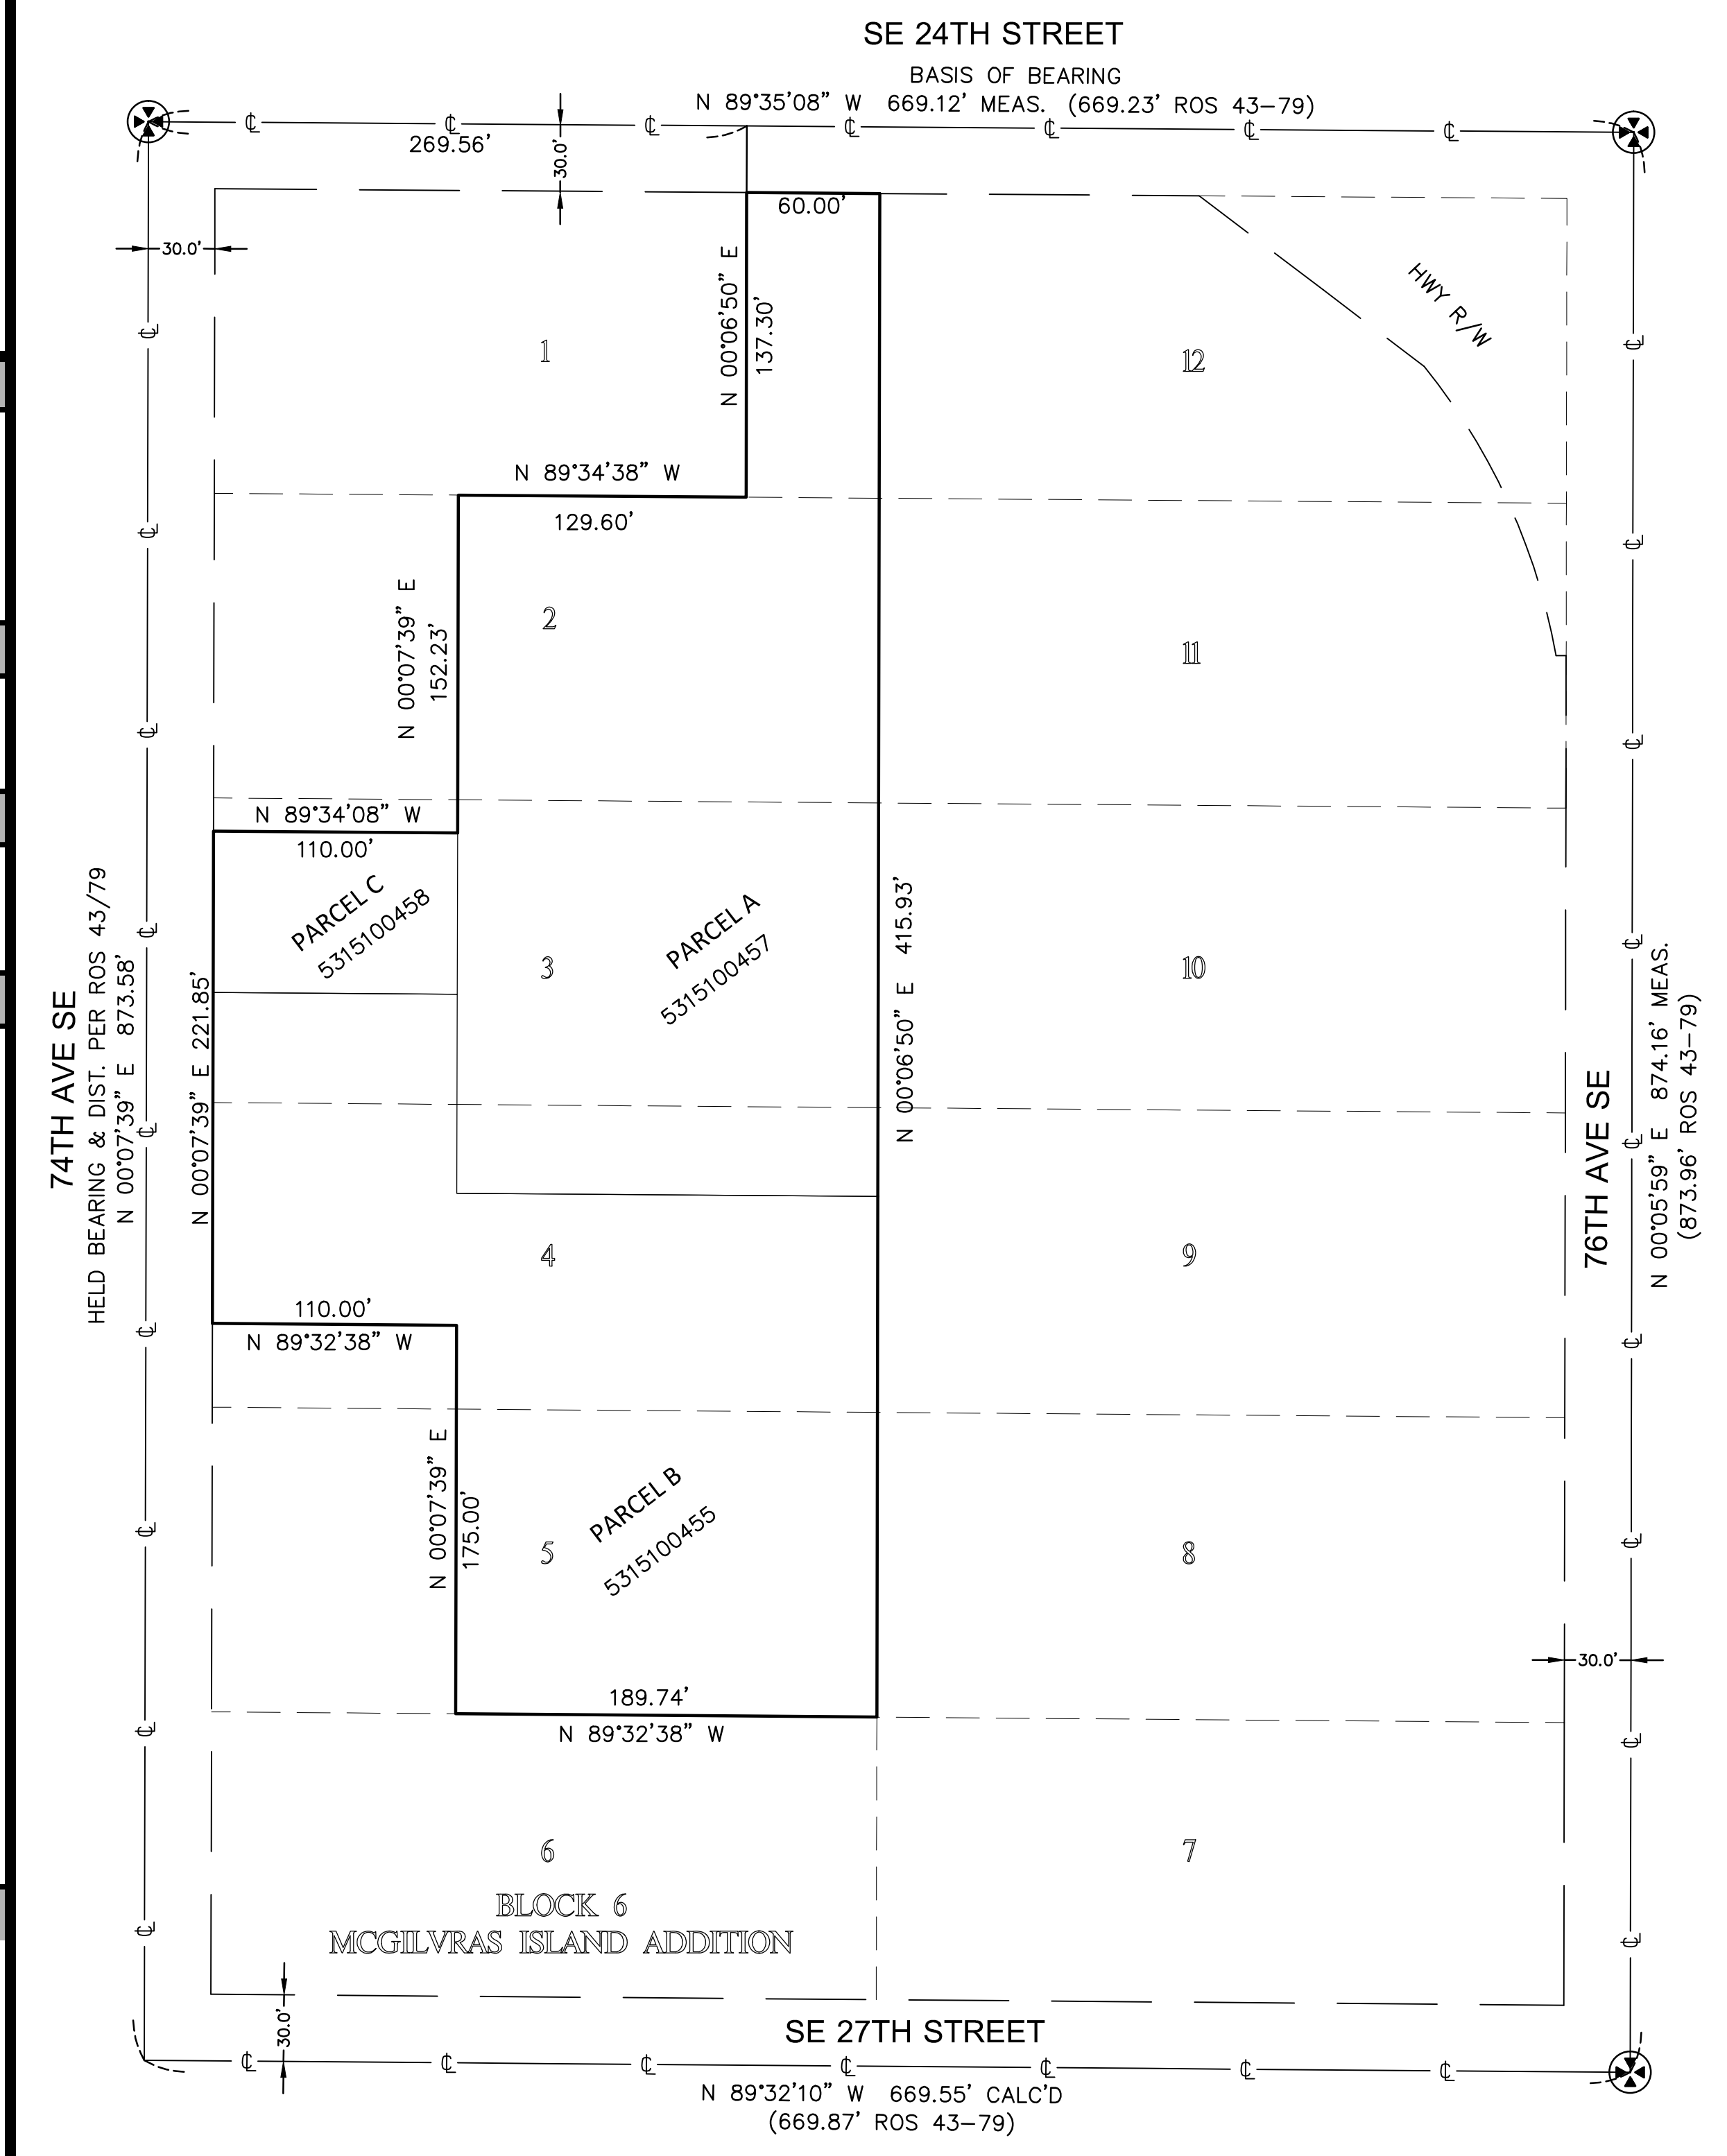 SE 24TH STREET
BASIS OF BEARING
N 89°35'08" W 669.12' MEAS. (669.23' ROS 43-79)
269.56'
30.0'
60.00'
30.0'
N 00°06'50" E
137.30'
HWY R/W
1
12
N 89°34'38" W
129.60'
N 00°07'39" E
152.23'
2
11
N 89°34'08" W
110.00'
PARCEL C
5315100458
PARCEL A
5315100457
3
10
N 00°06'50" E 415.93'
74TH AVE SE
HELD BEARING & DIST. PER ROS 43/79
N 00°07'39" E 873.58'
N 00°07'39" E 221.85'
76TH AVE SE
N 00°05'59" E 874.16' MEAS.
(873.96' ROS 43-79)
4
9
110.00'
N 89°32'38" W
N 00°07'39" E
175.00'
PARCEL B
5315100455
5
8
30.0'
189.74'
N 89°32'38" W
6
7
BLOCK 6
MCGILVRAS ISLAND ADDITION
30.0'
SE 27TH STREET
N 89°32'10" W 669.55' CALC'D
(669.87' ROS 43-79)